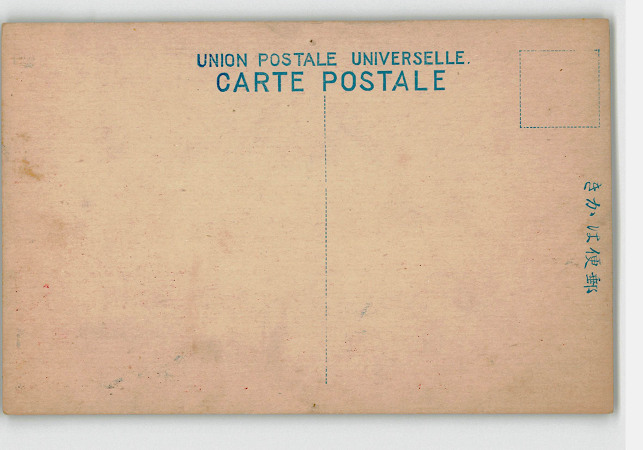 UNION POSTALE UNIVERSELLE.
CARTE POSTALE
きかは便郵